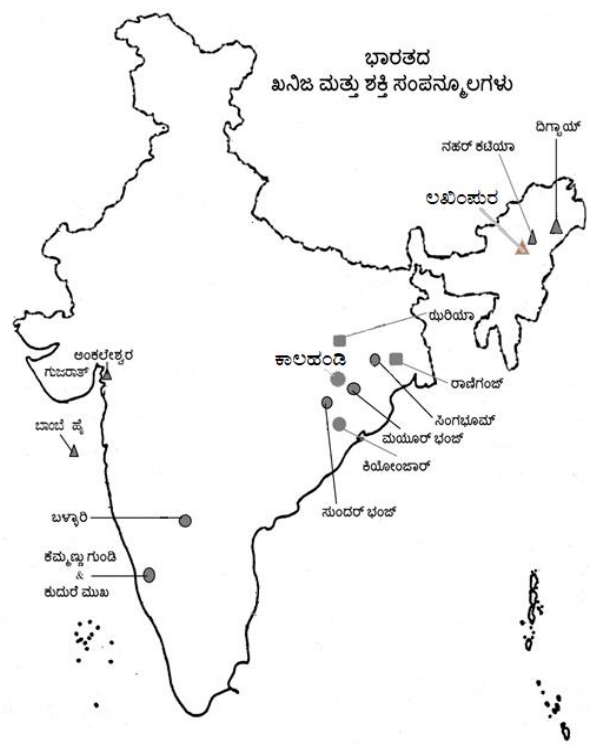 ಭಾರತದ
ಖನಿಜ ಮತ್ತು ಶಕ್ತಿ ಸಂಪನ್ಮೂಲಗಳು
ದಿಗ್ಬಾಯ್
ನಹರ್ ಕಟಿಯಾ
ಲಖಿಂಪುರ
ಝರಿಯಾ
ಕಾಲಹಂಡಿ
ಅಂಕಲೇಶ್ವರ
ಗುಜರಾತ್
ರಾಣಿಗಂಜ್
ಸಿಂಗಭೂಮ್
ಬಾಂಬೆ ಹೈ
ಮಯೂರ್ ಭಂಜ್
ಕಿಯೋಂಜಾರ್
ಸುಂದರ್ ಭಂಜ್
ಬಳ್ಳಾರಿ
ಕೆಮ್ಮಣ್ಣು ಗುಂಡಿ
&
ಕುದುರೆ ಮುಖ